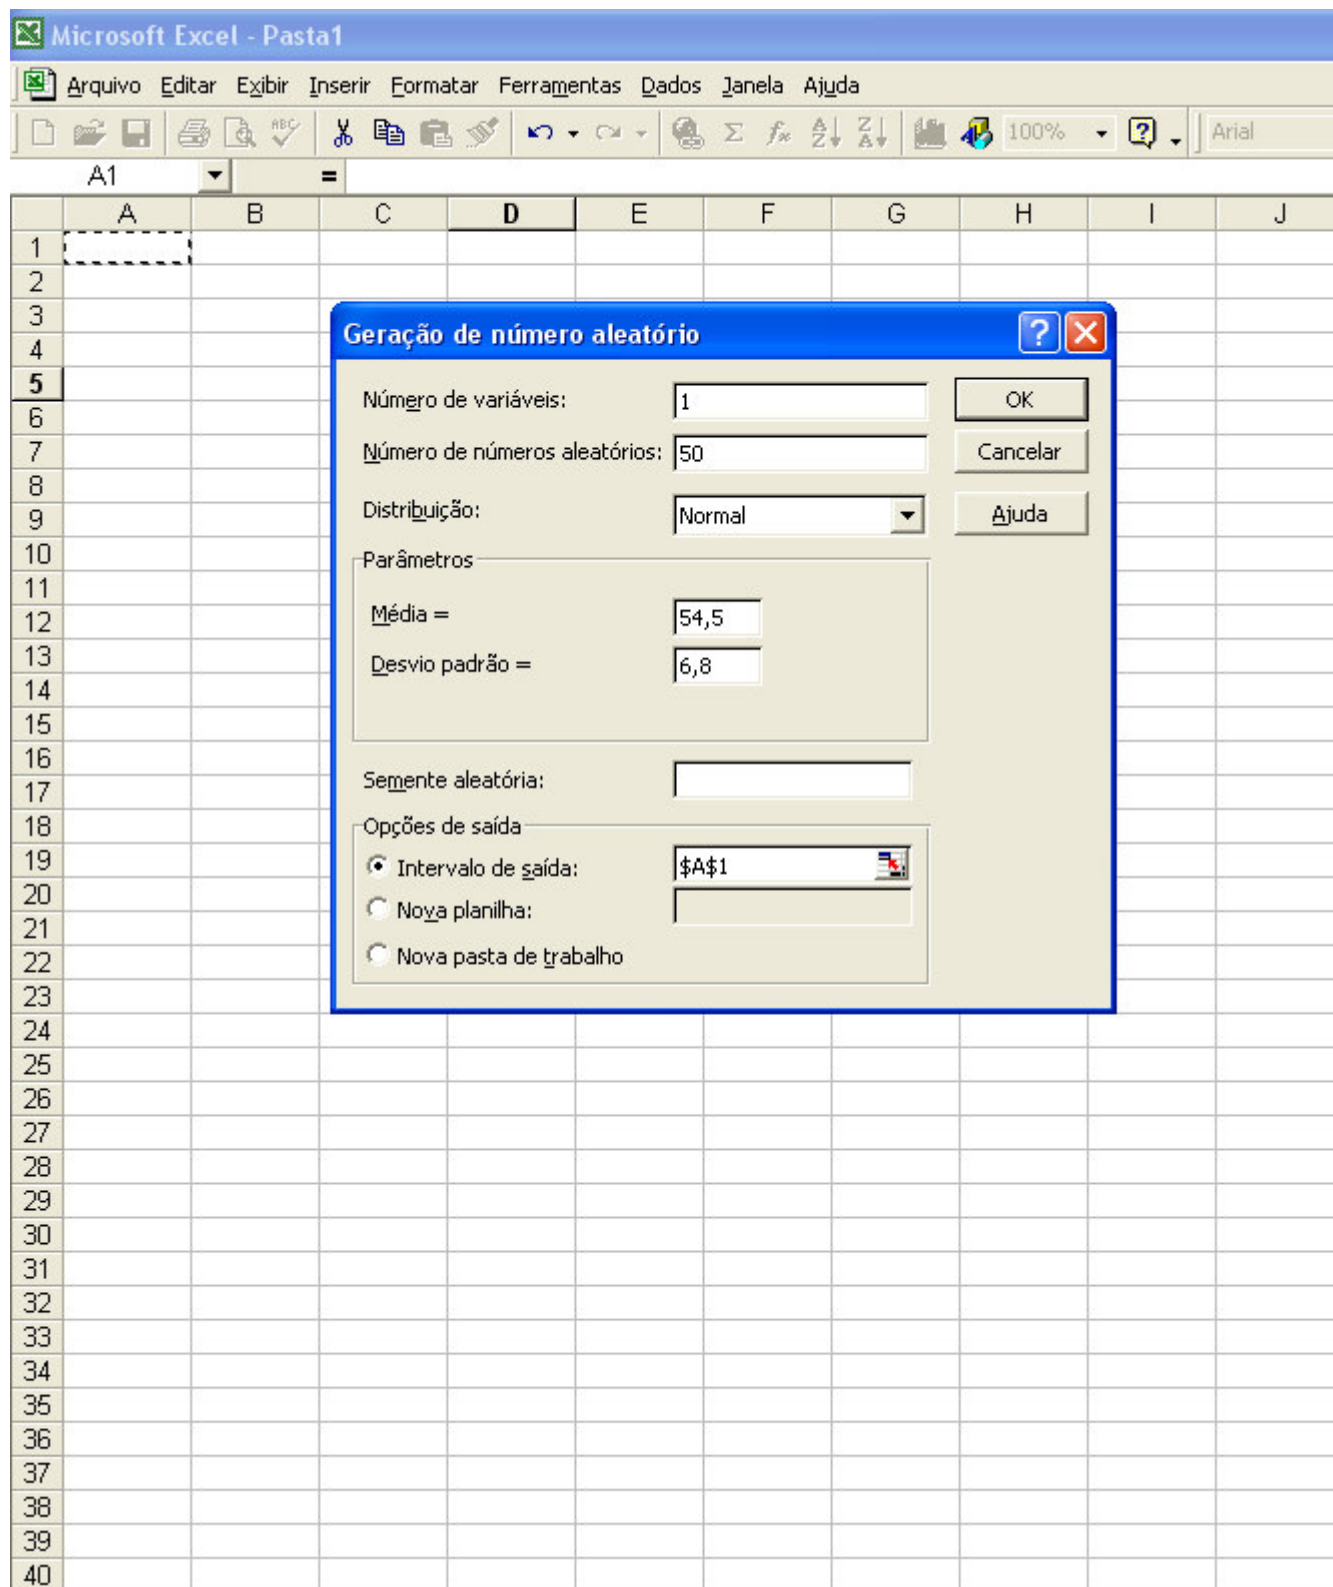 Microsoft Excel - Pasta1
Arquivo Editar Exibir Inserir Formatar Ferramentas Dados Janela Ajuda
ABC Σ fx A Z Z A 100% ? Arial
A1 =
A B C D E F G H I J
1
2
3
Geração de número aleatório ?
4
5
Número de variáveis: 1 OK
6
7
Número de números aleatórios: 50 Cancelar
8
9
Distribuição: Normal Ajuda
10
Parâmetros
11
12
Média = 54,5
13
Desvio padrão = 6,8
14
15
16
17
Semente aleatória:
18
Opções de saída
19
Intervalo de saída: $A$1
20
Nova planilha:
21
22
Nova pasta de trabalho
23
24
25
26
27
28
29
30
31
32
33
34
35
36
37
38
39
40